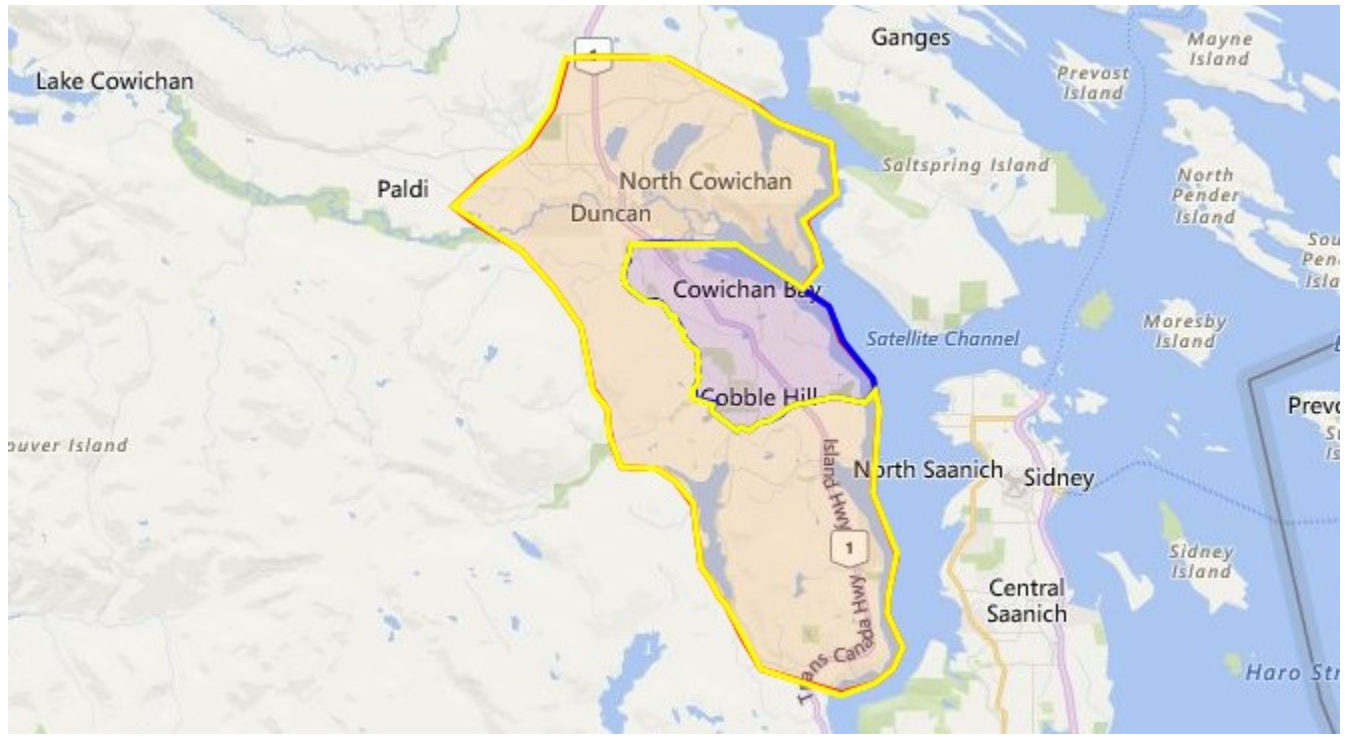 Ganges
Mayne
Island
Lake Cowichan
Prevost
Island
1
Saltspring Island
Paldi
North Cowichan
North
Pender
Island
Duncan
Sou
Pen
Isla
Cowichan Bay
Moresby
Island
Satellite Channel
Cobble Hill
Prevo
ouver Island
Island Hwy
North Saanich
Sidney
1
Sidney
Island
Central
Saanich
Trans Canada Hwy
Haro Str